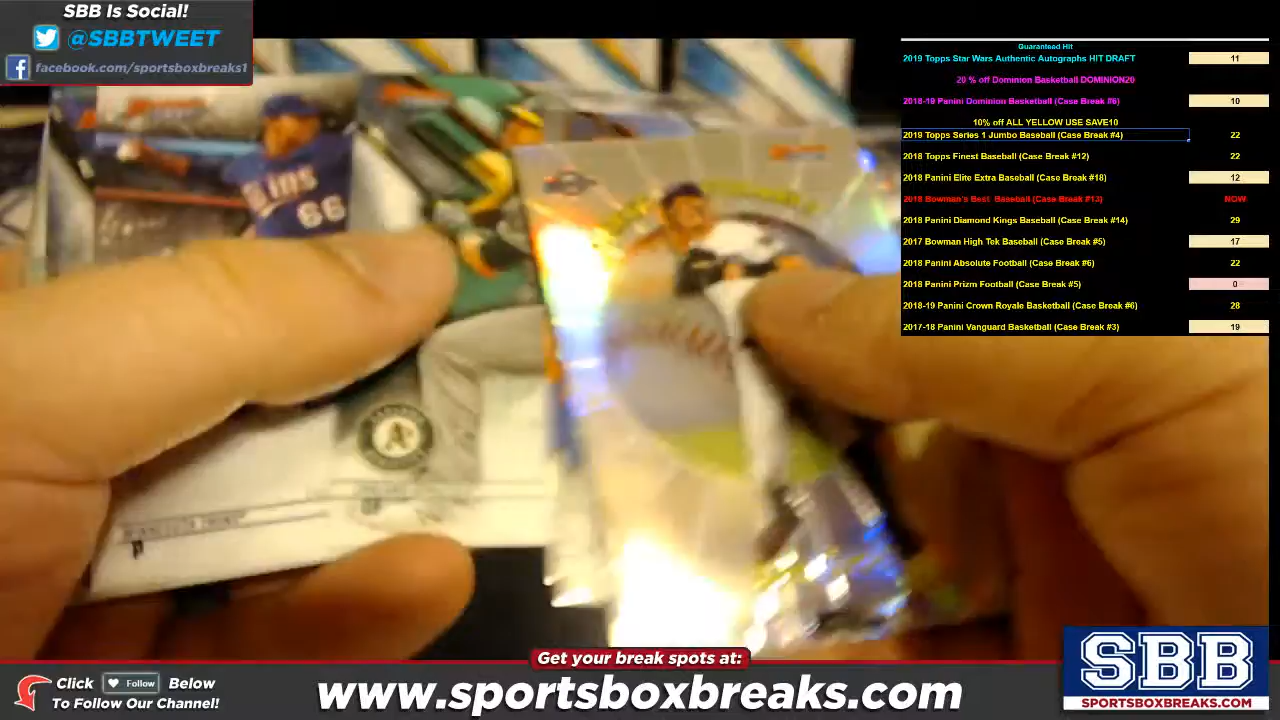 SBB Is Social!
@SBBTWEET
facebook.com/sportsboxbreaks1
Guaranteed Hit
2019 Topps Star Wars Authentic Autographs HIT DRAFT 11
20 % off Dominion Basketball DOMINION20
2018-19 Panini Dominion Basketball (Case Break #6) 10
10% off ALL YELLOW USE SAVE10
2019 Topps Series 1 Jumbo Baseball (Case Break #4) 22
2018 Topps Finest Baseball (Case Break #12) 22
2018 Panini Elite Extra Baseball (Case Break #18) 12
2018 Bowman's Best Baseball (Case Break #13) NOW
2018 Panini Diamond Kings Baseball (Case Break #14) 29
2017 Bowman High Tek Baseball (Case Break #5) 17
2018 Panini Absolute Football (Case Break #6) 22
2018 Panini Prizm Football (Case Break #5) 0
2018-19 Panini Crown Royale Basketball (Case Break #6) 28
2017-18 Panini Vanguard Basketball (Case Break #3) 19
66
A's
P
Get your break spots at:
Click Follow Below
To Follow Our Channel!
www.sportsboxbreaks.com
SBB
SPORTSBOXBREAKS.COM